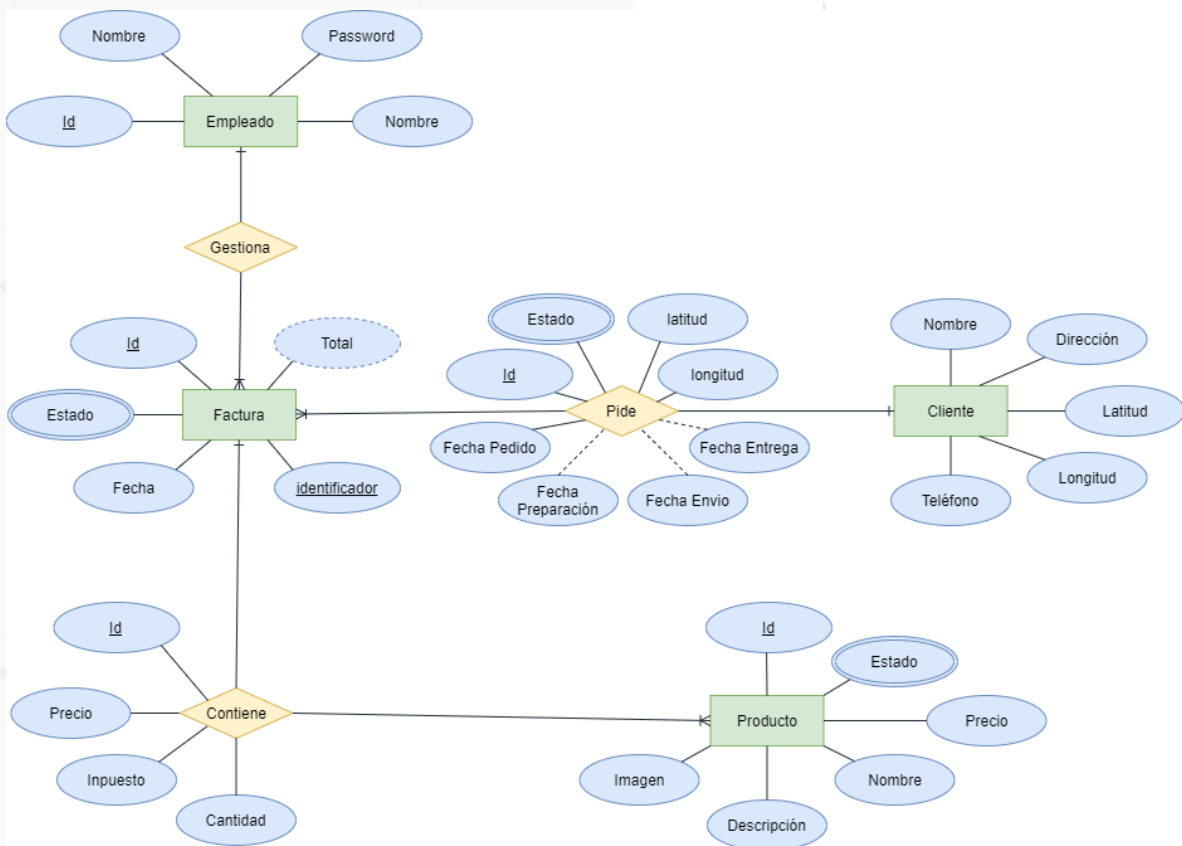 Nombre
Password
Id
Empleado
Nombre
Gestiona
Id
Total
Estado
Factura
Fecha
identificador
Estado
latitud
Id
longitud
Pide
Fecha Pedido
Fecha Entrega
Fecha
Preparación
Fecha Envio
Nombre
Dirección
Cliente
Latitud
Longitud
Teléfono
Id
Precio
Contiene
Inpuesto
Cantidad
Id
Estado
Producto
Precio
Imagen
Nombre
Descripción